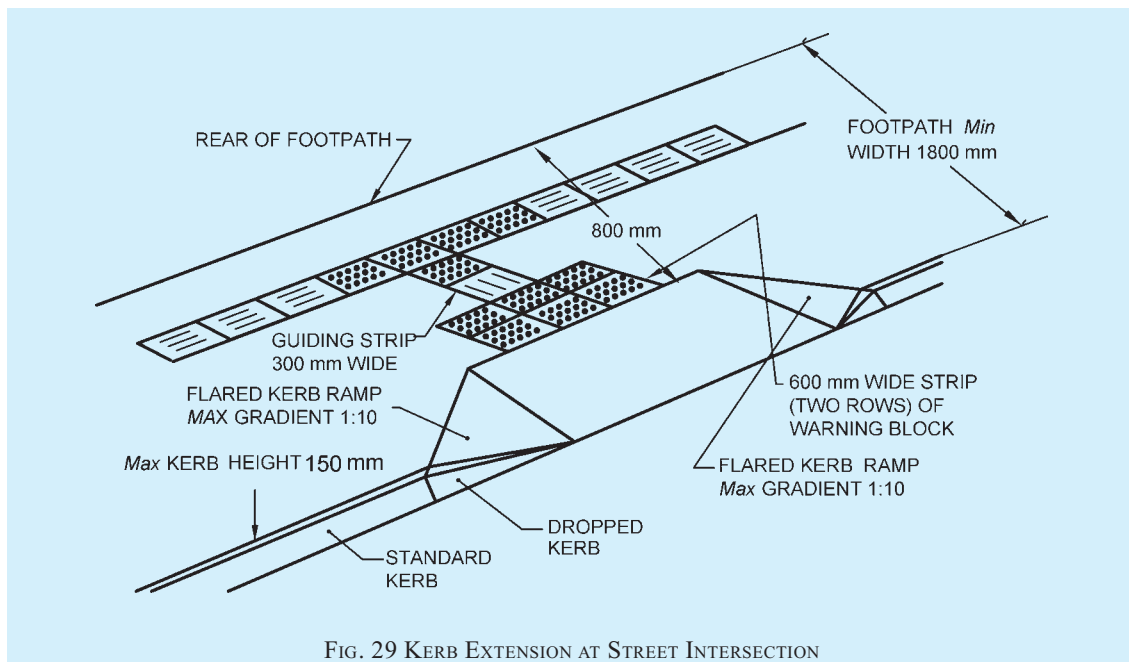 REAR OF FOOTPATH
FOOTPATH Min
WIDTH 1800 mm
800 mm
GUIDING STRIP
300 mm WIDE
FLARED KERB RAMP
MAX GRADIENT 1:10
600 mm WIDE STRIP
(TWO ROWS) OF
WARNING BLOCK
Max KERB HEIGHT 150 mm
FLARED KERB RAMP
Max GRADIENT 1:10
DROPPED
KERB
STANDARD
KERB
FIG. 29 KERB EXTENSION AT STREET INTERSECTION